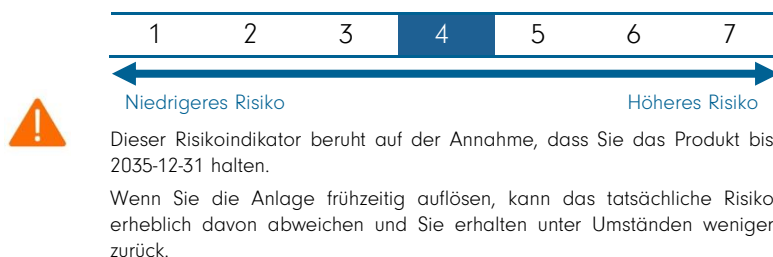 1 2 3 4 5 6 7
Niedrigeres Risiko Höheres Risiko
Dieser Risikoindikator beruht auf der Annahme, dass Sie das Produkt bis
2035-12-31 halten.
Wenn Sie die Anlage frühzeitig auflösen, kann das tatsächliche Risiko
erheblich davon abweichen und Sie erhalten unter Umständen weniger
zurück.